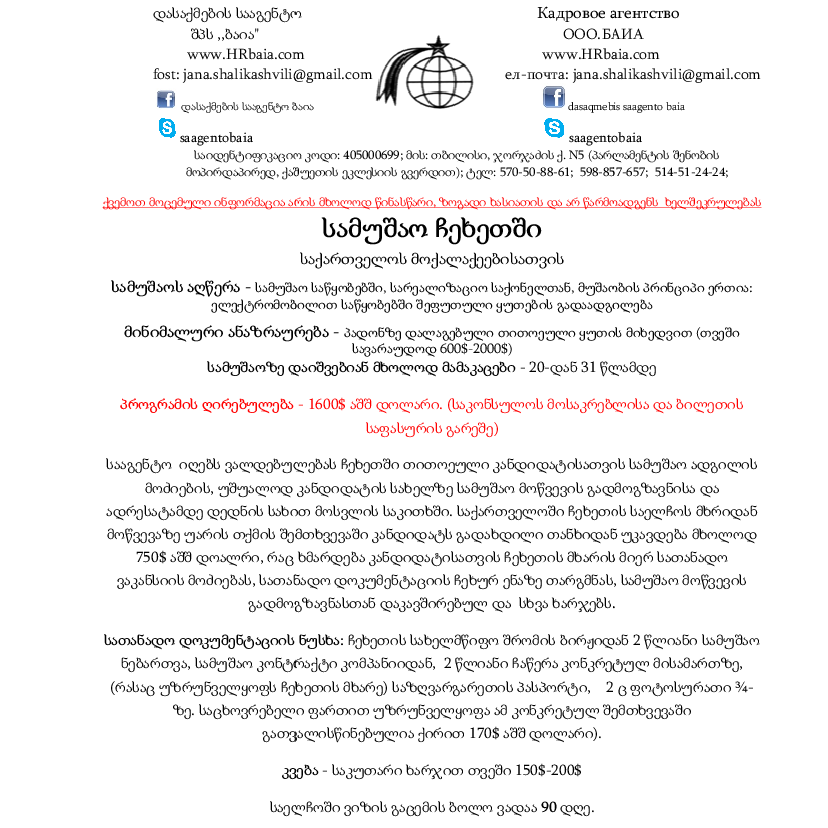 დასაქმების სააგენტო
შპს ,,ბაია"
www.HRbaia.com
fost: jana.shalikashvili@gmail.com
დასაქმების სააგენტო ბაია
saagentobaia
Кадровое агентство
ООО.БАИА
www.HRbaia.com
ел-почта: jana.shalikashvili@gmail.com
dasaqmebis saagento baia
saagentobaia
საიდენტიფიკაციო კოდი: 405000699; მის: თბილისი, ჯორჯაძის ქ. N5 (პარლამენტის შენობის
მოპირდაპირედ, ქაშუეთის ეკლესიის გვერდით); ტელ: 570-50-88-61; 598-857-657; 514-51-24-24;
ქვემოთ მოცემული ინფორმაცია არის მხოლოდ წინასწარი, ზოგადი ხასიათის და არ წარმოადგენს ხელშეკრულებას
სამუშაო ჩეხეთში
საქართველოს მოქალაქეებისათვის
სამუშაოს აღწერა - სამუშაო საწყობებში, სარეალიზაციო საქონელთან, მუშაობის პრინციპი ერთია:
ელექტრომობილით საწყობებში შეფუთული ყუთების გადაადგილება
მინიმალური ანაზრაურება - პადონზე დალაგებული თითოეული ყუთის მიხედვით (თვეში
სავარაუდოდ 600$-2000$)
სამუშაოზე დაიშვებიან მხოლოდ მამაკაცები - 20-დან 31 წლამდე
პროგრამის ღირებულება - 1600$ აშშ დოლარი. (საკონსულოს მოსაკრებლისა და ბილეთის
საფასურის გარეშე)
სააგენტო იღებს ვალდებულებას ჩეხეთში თითოეული კანდიდატისათვის სამუშაო ადგილის
მოძიების, უშუალოდ კანდიდატის სახელზე სამუშაო მოწვევის გადმოგზავნისა და
ადრესატამდე დედნის სახით მოსვლის საკითხში. საქართველოში ჩეხეთის საელჩოს მხრიდან
მოწვევაზე უარის თქმის შემთხვევაში კანდიდატს გადახდილი თანხიდან უკავდება მხოლოდ
750$ აშშ დოალრი, რაც ხმარდება კანდიდატისათვის ჩეხეთის მხარის მიერ სათანადო
ვაკანსიის მოძიებას, სათანადო დოკუმენტაციის ჩეხურ ენაზე თარგმნას, სამუშაო მოწვევის
გადმოგზავნასთან დაკავშირებულ და სხვა ხარჯებს.
სათანადო დოკუმენტაციის ნუსხა: ჩეხეთის სახელმწიფო შრომის ბირჟიდან 2 წლიანი სამუშაო
ნებართვა, სამუშაო კონტრაქტი კომპანიიდან, 2 წლიანი ჩაწერა კონკრეტულ მისამართზე,
(რასაც უზრუნველყოფს ჩეხეთის მხარე) საზღვარგარეთის პასპორტი, 2 ც ფოტოსურათი ¾-
ზე. საცხოვრებელი ფართით უზრუნველყოფა ამ კონკრეტულ შემთხვევაში
გათვალისწინებულია ქირით 170$ აშშ დოლარი).
კვება - საკუთარი ხარჯით თვეში 150$-200$
საელჩოში ვიზის გაცემის ბოლო ვადაა 90 დღე.